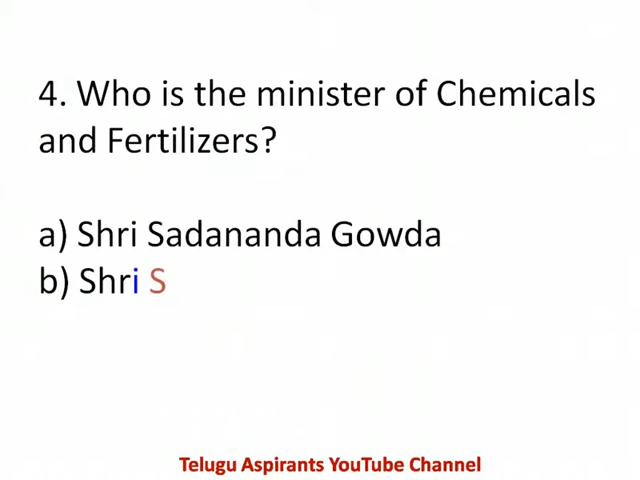 4. Who is the minister of Chemicals
and Fertilizers?
a) Shri Sadananda Gowda
b) Shri S
Telugu Aspirants YouTube Channel